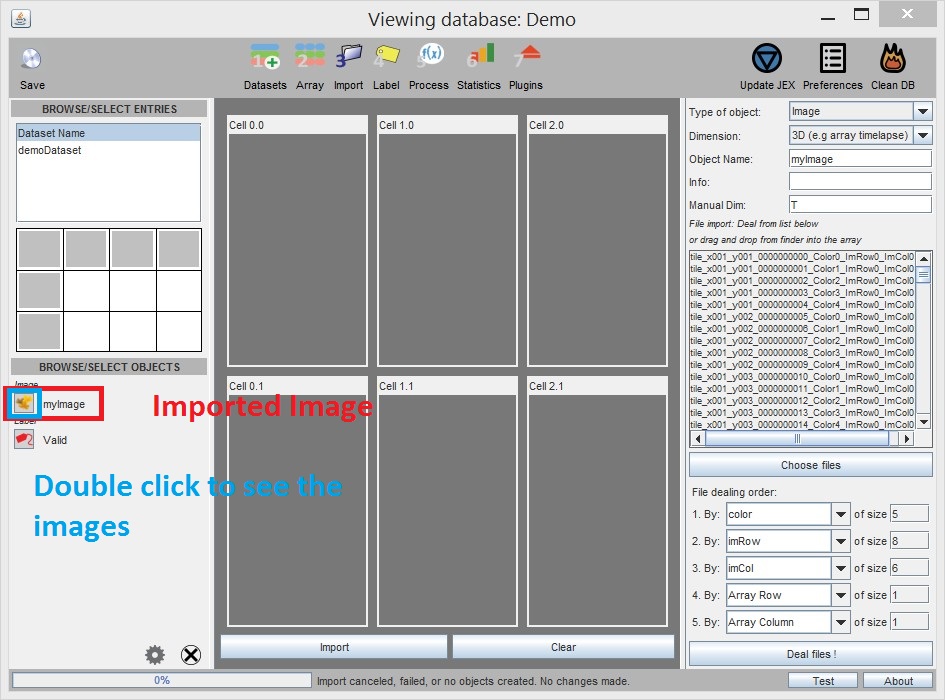 Viewing database: Demo
Save
1 2 3 4 f(x) 6 7
Datasets Array Import Label Process Statistics Plugins
Update JEX Preferences Clean DB
BROWSE/SELECT ENTRIES
Dataset Name
demoDataset
BROWSE/SELECT OBJECTS
Image
myImage
Label
Valid
Imported Image
Double click to see the
images
Cell 0.0 Cell 1.0 Cell 2.0
Cell 0.1 Cell 1.1 Cell 2.1
Import Clear
Type of object: Image
Dimension: 3D (e.g array timelapse)
Object Name: myImage
Info:
Manual Dim: T
File import: Deal from list below
or drag and drop from finder into the array
tile_x001_y001_0000000000_Color0_ImRow0_ImCol0
tile_x001_y001_0000000001_Color1_ImRow0_ImCol0
tile_x001_y001_0000000002_Color2_ImRow0_ImCol0
tile_x001_y001_0000000003_Color3_ImRow0_ImCol0
tile_x001_y001_0000000004_Color4_ImRow0_ImCol0
tile_x001_y002_0000000005_Color0_ImRow0_ImCol0
tile_x001_y002_0000000006_Color1_ImRow0_ImCol0
tile_x001_y002_0000000007_Color2_ImRow0_ImCol0
tile_x001_y002_0000000008_Color3_ImRow0_ImCol0
tile_x001_y002_0000000009_Color4_ImRow0_ImCol0
tile_x001_y003_0000000010_Color0_ImRow0_ImCol0
tile_x001_y003_0000000011_Color1_ImRow0_ImCol0
tile_x001_y003_0000000012_Color2_ImRow0_ImCol0
tile_x001_y003_0000000013_Color3_ImRow0_ImCol0
tile_x001_y003_0000000014_Color4_ImRow0_ImCol0
Choose files
File dealing order:
1. By: color of size 5
2. By: imRow of size 8
3. By: imCol of size 6
4. By: Array Row of size 1
5. By: Array Column of size 1
Deal files !
0% Import canceled, failed, or no objects created. No changes made.
Test About